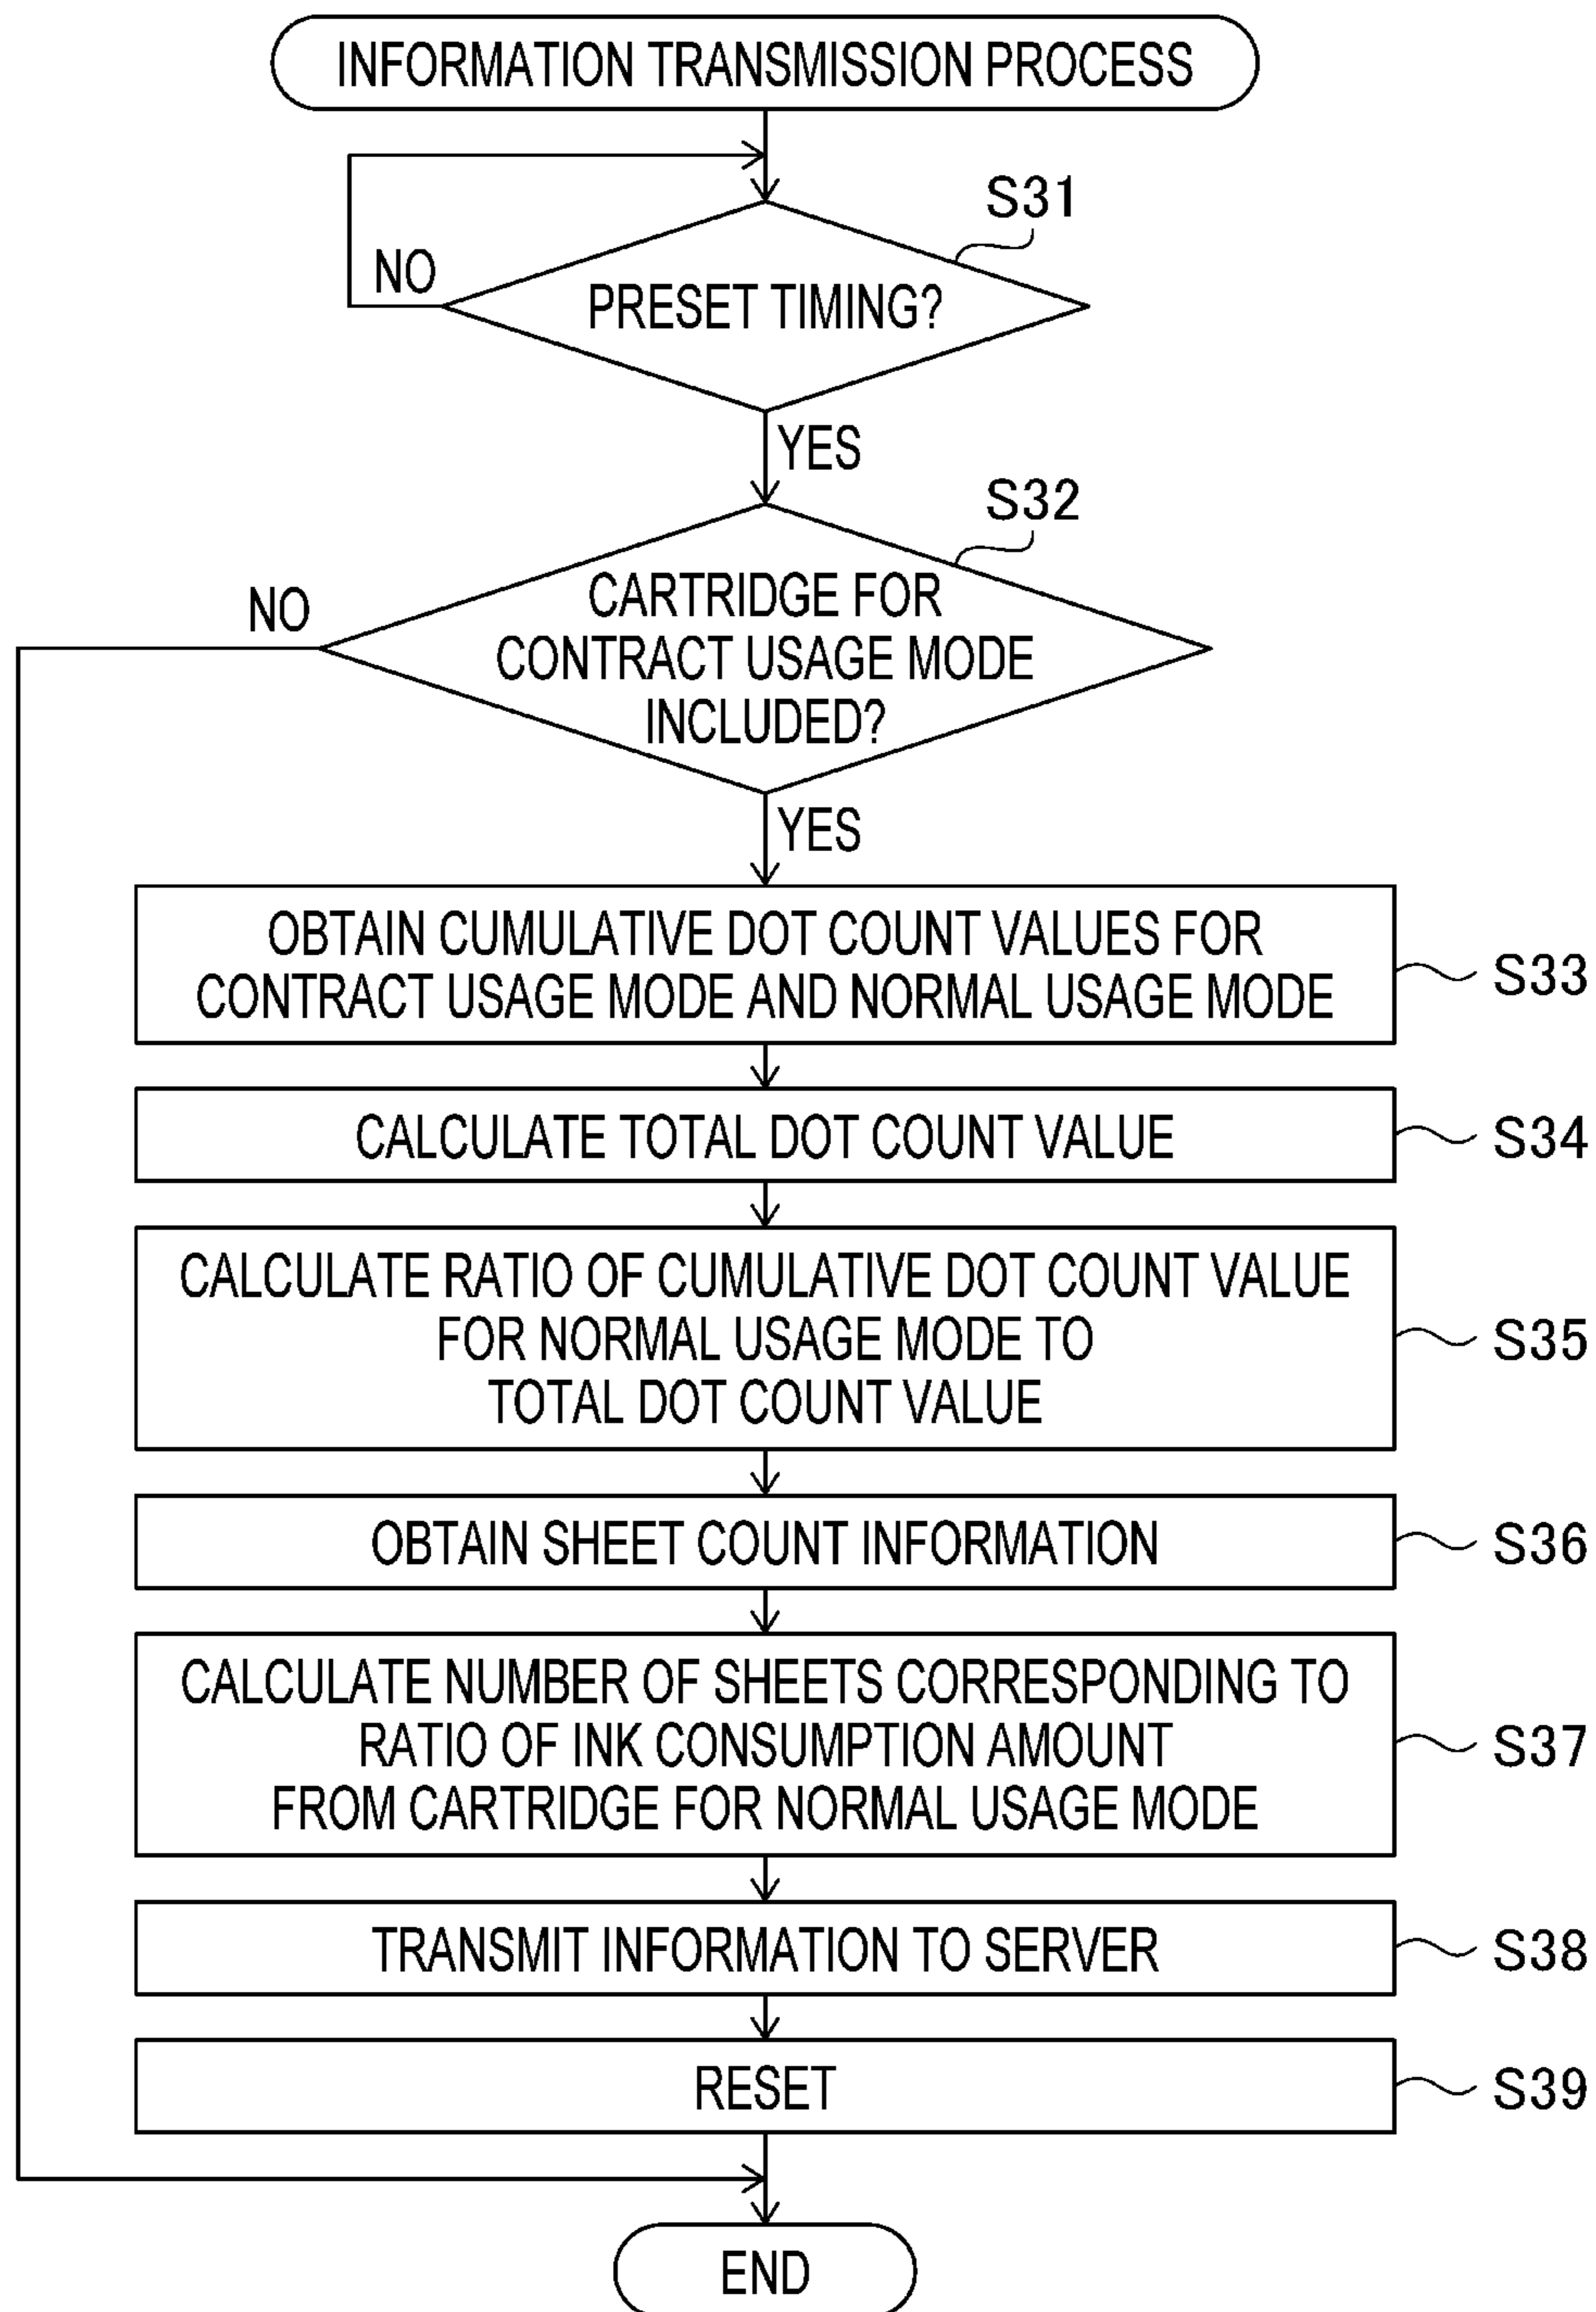 INFORMATION TRANSMISSION PROCESS
S31
NO
PRESET TIMING?
YES
S32
NO
CARTRIDGE FOR
CONTRACT USAGE MODE
INCLUDED?
YES
OBTAIN CUMULATIVE DOT COUNT VALUES FOR
CONTRACT USAGE MODE AND NORMAL USAGE MODE
S33
CALCULATE TOTAL DOT COUNT VALUE
S34
CALCULATE RATIO OF CUMULATIVE DOT COUNT VALUE
FOR NORMAL USAGE MODE TO
TOTAL DOT COUNT VALUE
S35
OBTAIN SHEET COUNT INFORMATION
S36
CALCULATE NUMBER OF SHEETS CORRESPONDING TO
RATIO OF INK CONSUMPTION AMOUNT
FROM CARTRIDGE FOR NORMAL USAGE MODE
S37
TRANSMIT INFORMATION TO SERVER
S38
RESET
S39
END